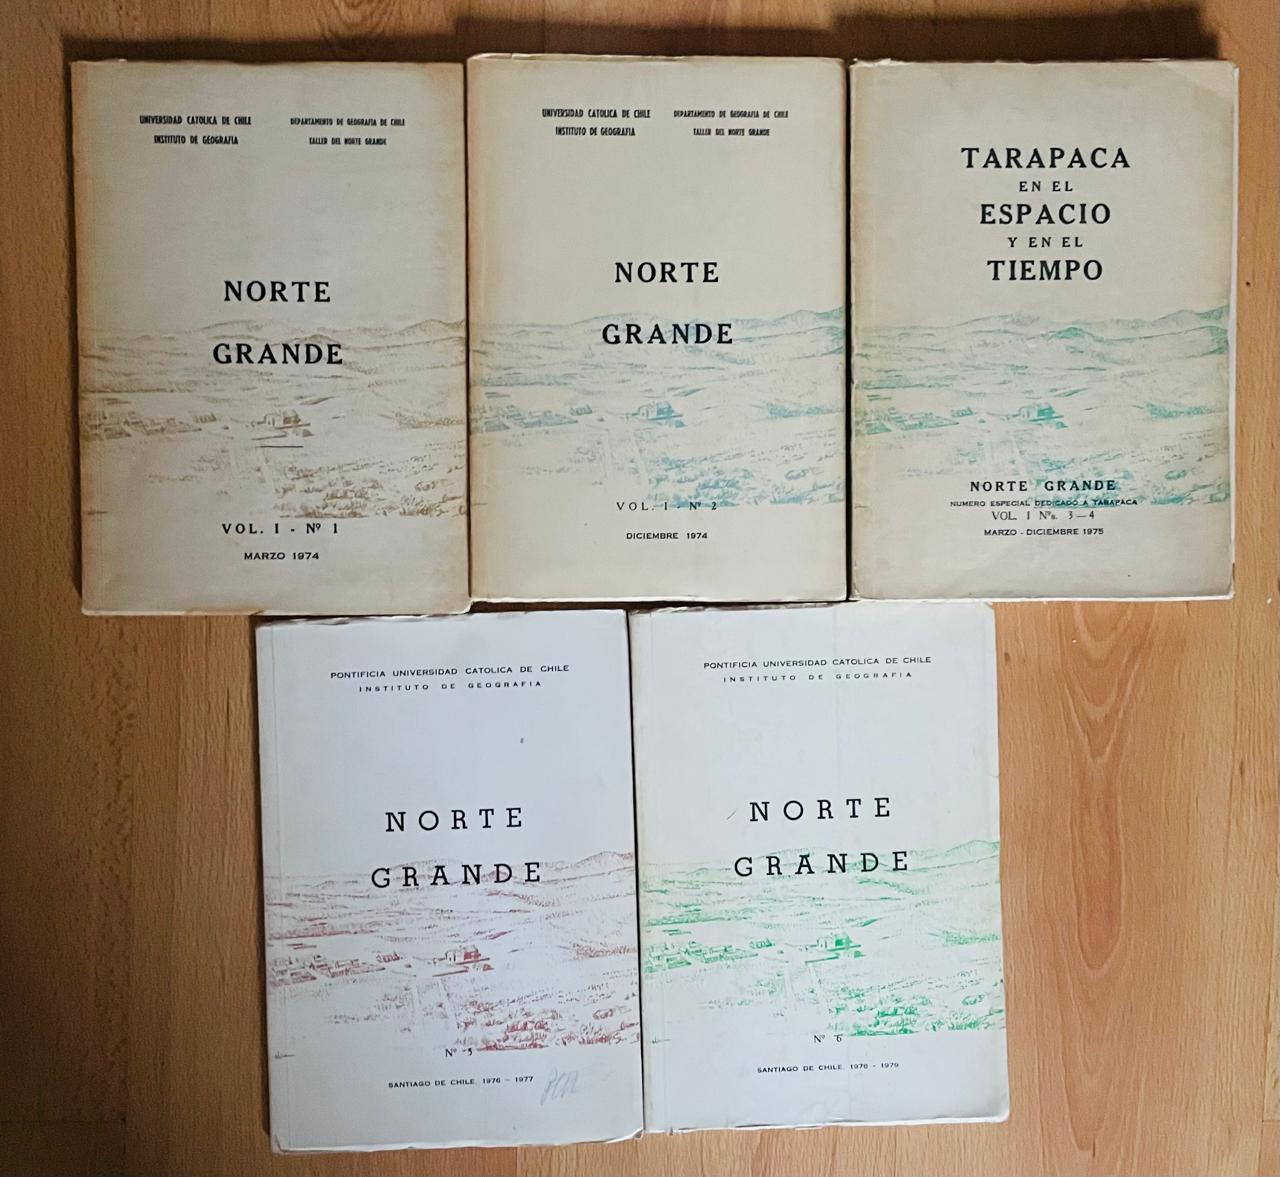 UNIVERSIDAD CATOLICA DE CHILE
INSTITUTO DE GEOGRAFIA
DEPARTAMENTO DE GEOGRAFIA DE CHILE
TALLER DEL NORTE GRANDE
NORTE
GRANDE
VOL. I - Nº 1
MARZO 1974
UNIVERSIDAD CATOLICA DE CHILE
INSTITUTO DE GEOGRAFIA
DEPARTAMENTO DE GEOGRAFIA DE CHILE
TALLER DEL NORTE GRANDE
NORTE
GRANDE
VOL. I - Nº 2
DICIEMBRE 1974
TARAPACA
EN EL
ESPACIO
Y EN EL
TIEMPO
NORTE GRANDE
NUMERO ESPECIAL DEDICADO A TARAPACA
VOL. I Nºs. 3-4
MARZO - DICIEMBRE 1975
PONTIFICIA UNIVERSIDAD CATOLICA DE CHILE
INSTITUTO DE GEOGRAFIA
NORTE
GRANDE
Nº 5
SANTIAGO DE CHILE, 1976 - 1977
PONTIFICIA UNIVERSIDAD CATOLICA DE CHILE
INSTITUTO DE GEOGRAFIA
NORTE
GRANDE
Nº 6
SANTIAGO DE CHILE, 1978 - 1979